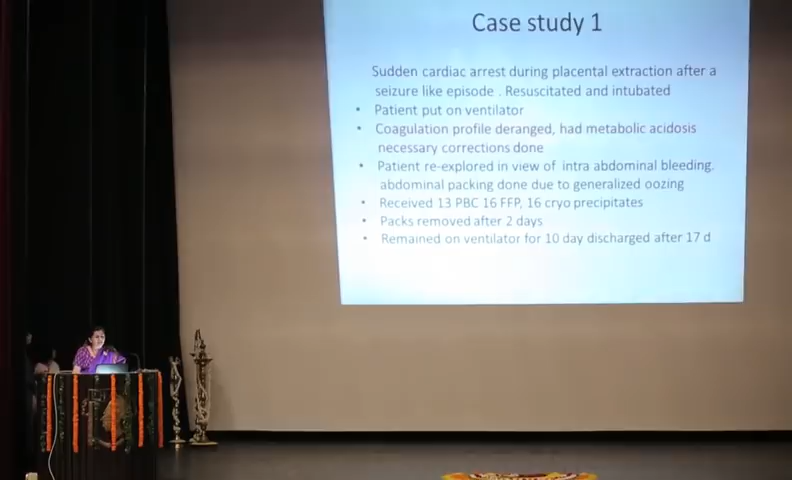 Case study 1
Sudden cardiac arrest during placental extraction after a
seizure like episode . Resuscitated and intubated
• Patient put on ventilator
• Coagulation profile deranged, had metabolic acidosis
necessary corrections done
• Patient re-explored in view of intra abdominal bleeding.
abdominal packing done due to generalized oozing
• Received 13 PBC 16 FFP, 16 cryo precipitates
• Packs removed after 2 days
• Remained on ventilator for 10 day discharged after 17 d